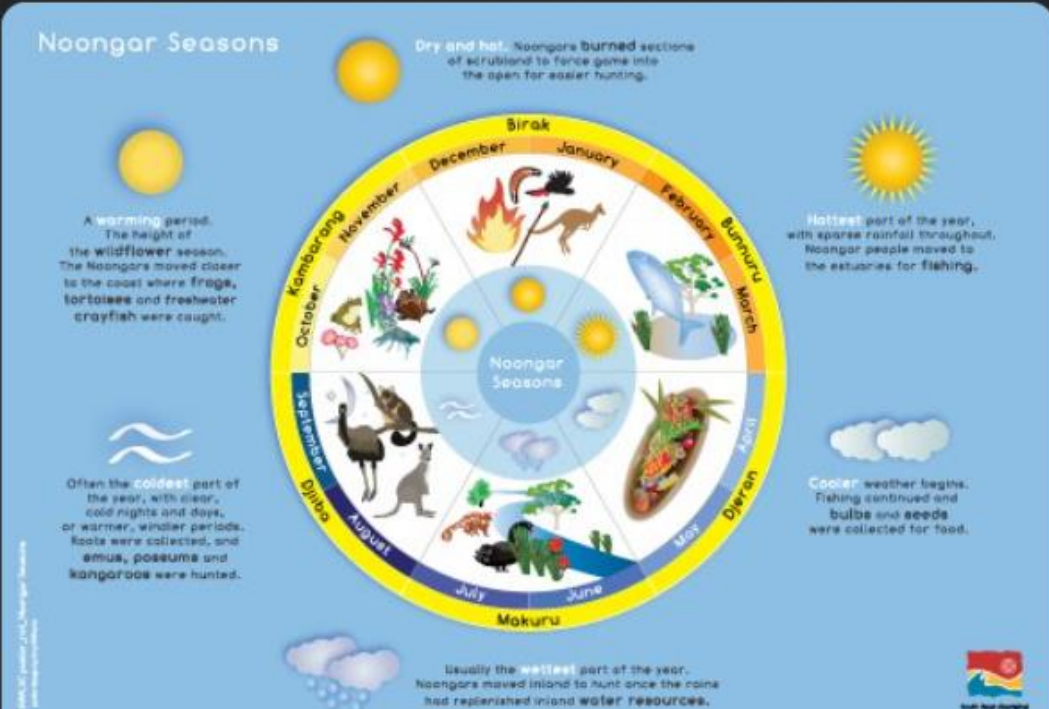 Noongar Seasons
Dry and hot. Noongars burned sections
of scrubland to force game into
the open for easier hunting.
A warming period.
The height of
the wildflower season.
The Noongars moved closer
to the coast where frogs,
tortoises and freshwater
crayfish were caught.
Hottest part of the year,
with sparse rainfall throughout.
Noongar people moved to
the estuaries for fishing.
Birak
December
January
Bunnuru
February
March
Djeran
April
May
Makuru
June
July
Djilba
August
September
Kambarang
October
November
Noongar
Seasons
Often the coldest part of
the year, with clear,
cold nights and days,
or warmer, windier periods.
Roots were collected, and
emus, possums and
kangaroos were hunted.
Cooler weather begins.
Fishing continued and
bulbs and seeds
were collected for food.
Usually the wettest part of the year.
Noongars moved inland to hunt once the rains
had replenished inland water resources.